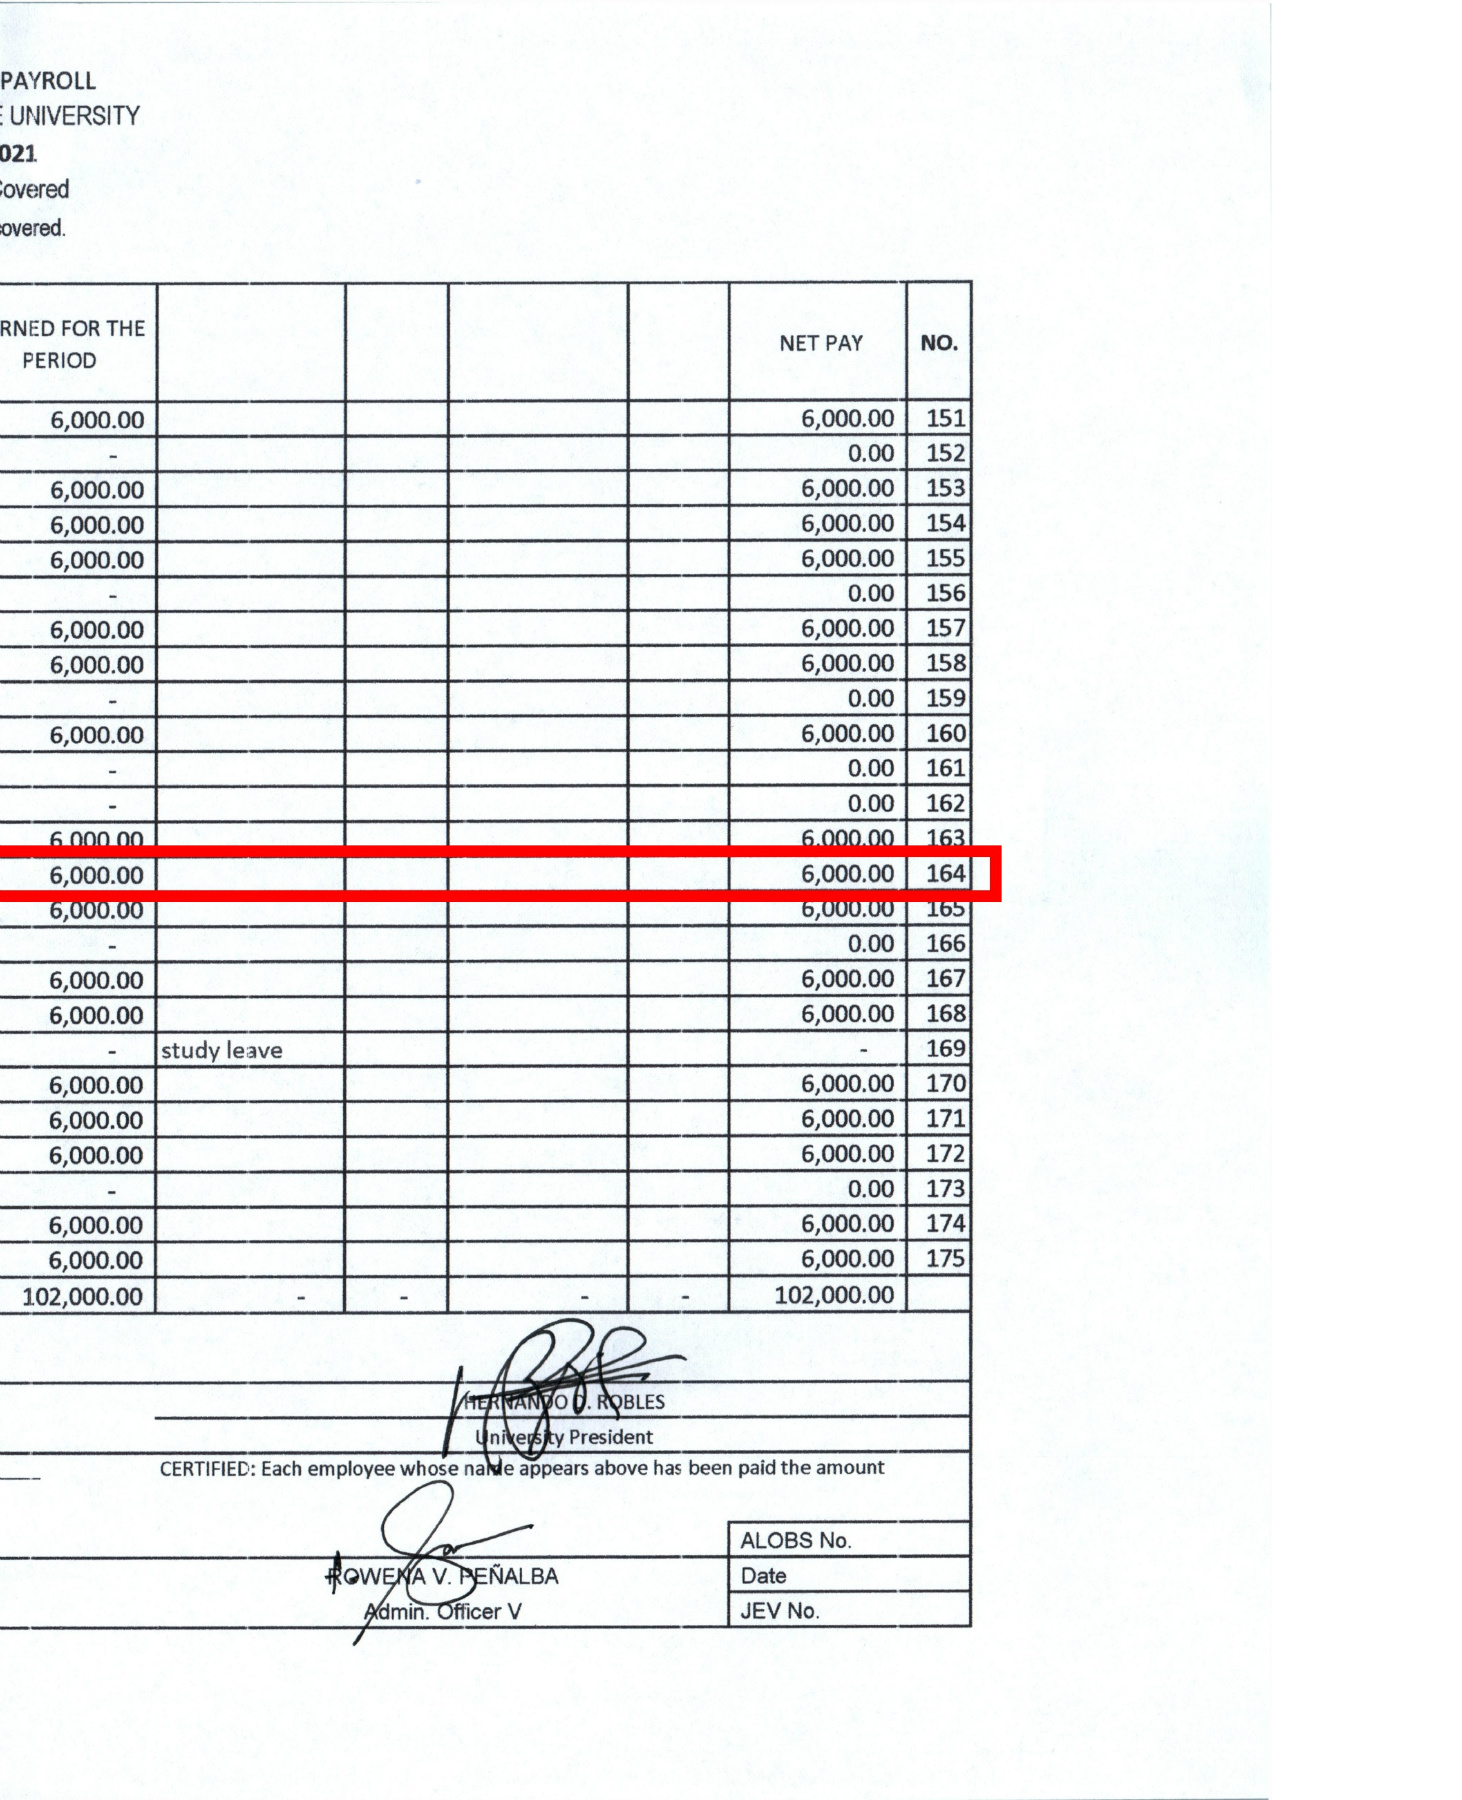 PAYROLL
E UNIVERSITY
021
Covered
covered.
RNED FOR THE
PERIOD
NET PAY NO.
6,000.00 6,000.00 151
- 0.00 152
6,000.00 6,000.00 153
6,000.00 6,000.00 154
6,000.00 6,000.00 155
- 0.00 156
6,000.00 6,000.00 157
6,000.00 6,000.00 158
- 0.00 159
6,000.00 6,000.00 160
- 0.00 161
- 0.00 162
6,000.00 6,000.00 163
6,000.00 6,000.00 164
6,000.00 6,000.00 165
- 0.00 166
6,000.00 6,000.00 167
6,000.00 6,000.00 168
- study leave - 169
6,000.00 6,000.00 170
6,000.00 6,000.00 171
6,000.00 6,000.00 172
- 0.00 173
6,000.00 6,000.00 174
6,000.00 6,000.00 175
102,000.00 - - - - 102,000.00
HERNANDO D. ROBLES
University President
CERTIFIED: Each employee whose name appears above has been paid the amount
ALOBS No.
ROWENA V. PEÑALBA Date
Admin. Officer V JEV No.